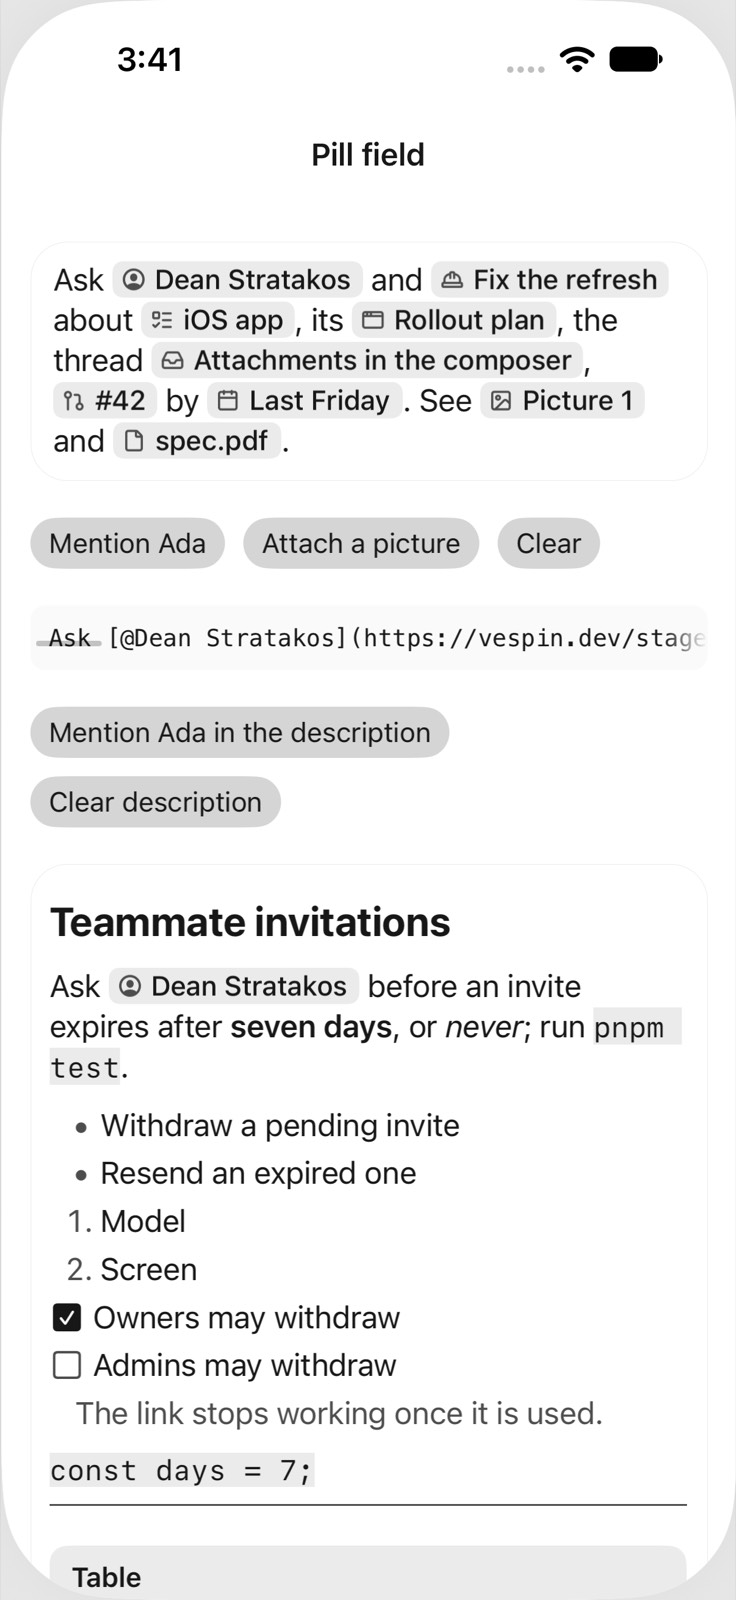 3:41
Pill field
Ask Dean Stratakos and Fix the refresh
about iOS app, its Rollout plan, the
thread Attachments in the composer,
#42 by Last Friday. See Picture 1
and spec.pdf.
Mention Ada Attach a picture Clear
Ask [@Dean Stratakos](https://vespin.dev/stage
Mention Ada in the description
Clear description
Teammate invitations
Ask Dean Stratakos before an invite
expires after seven days, or never; run pnpm
test.
• Withdraw a pending invite
• Resend an expired one
1. Model
2. Screen
Owners may withdraw
Admins may withdraw
The link stops working once it is used.
const days = 7;
Table